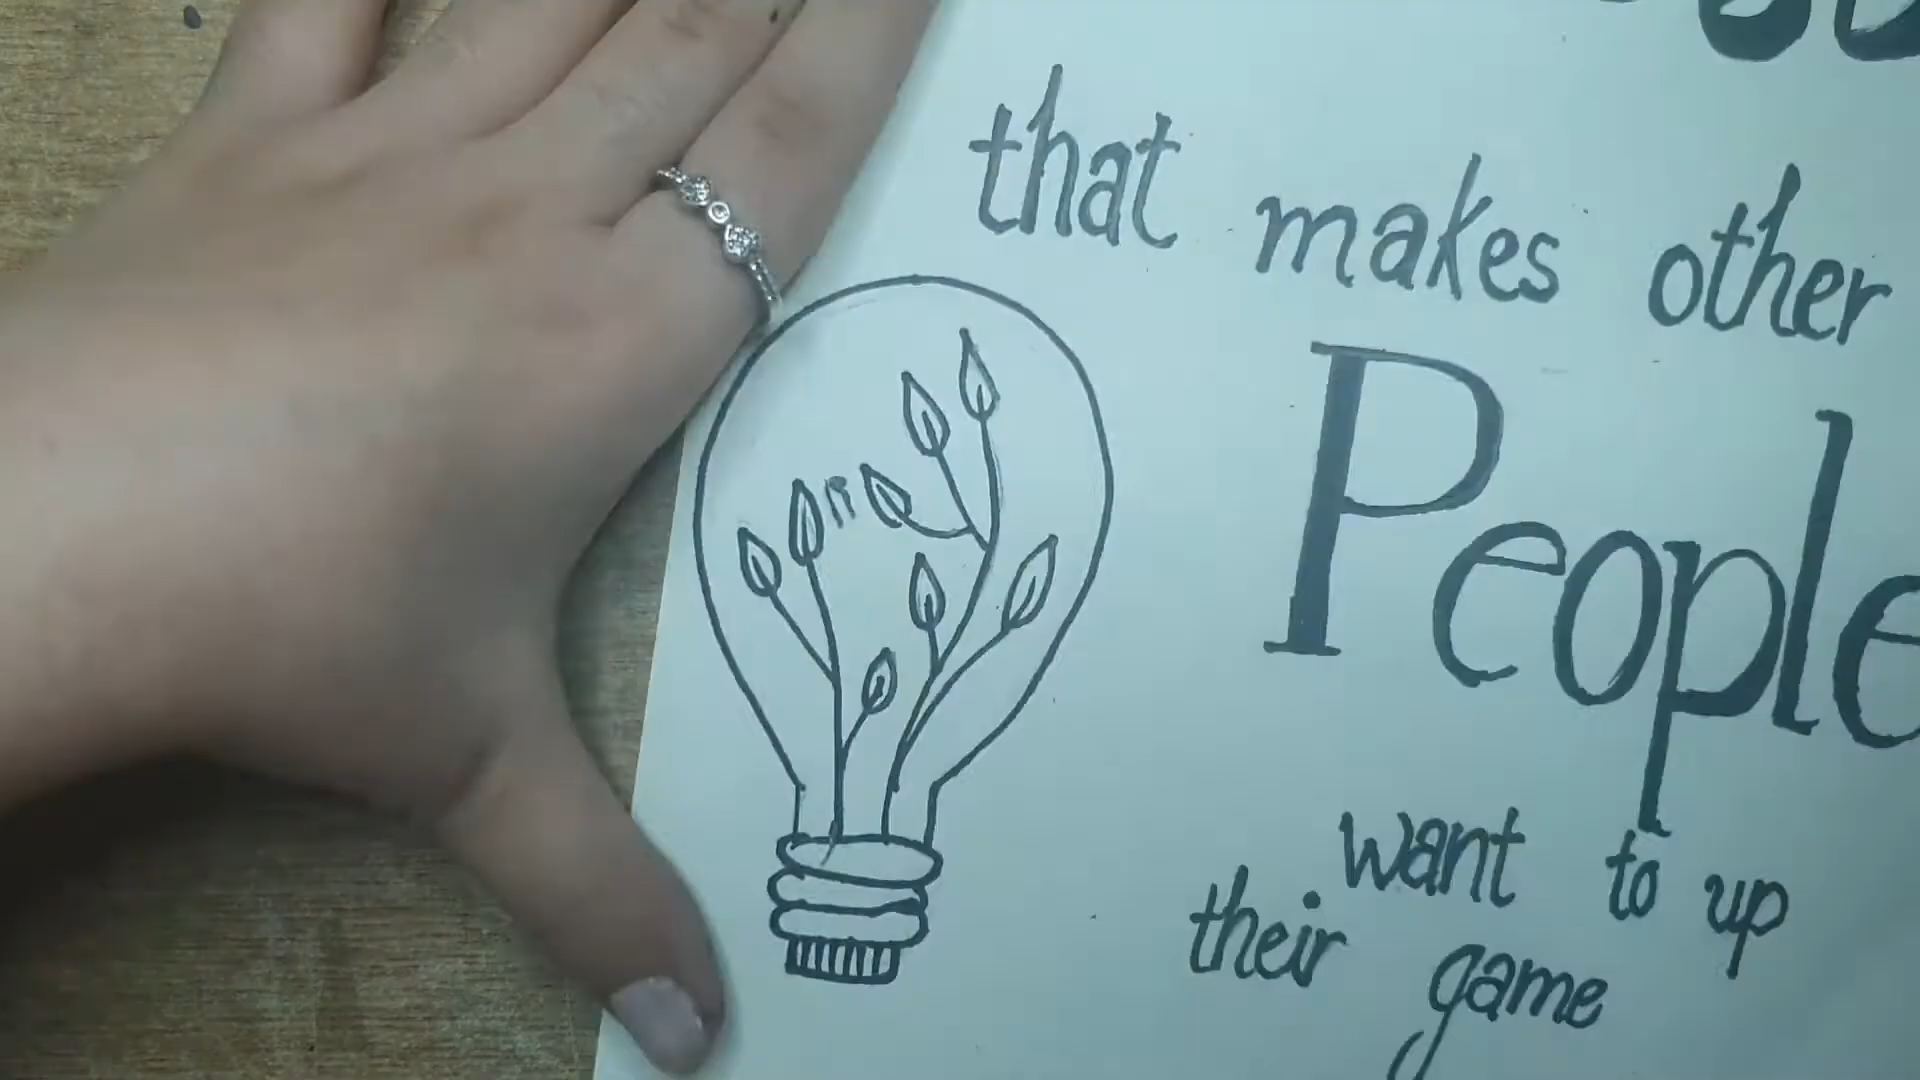 that makes other
People
want to up
their game